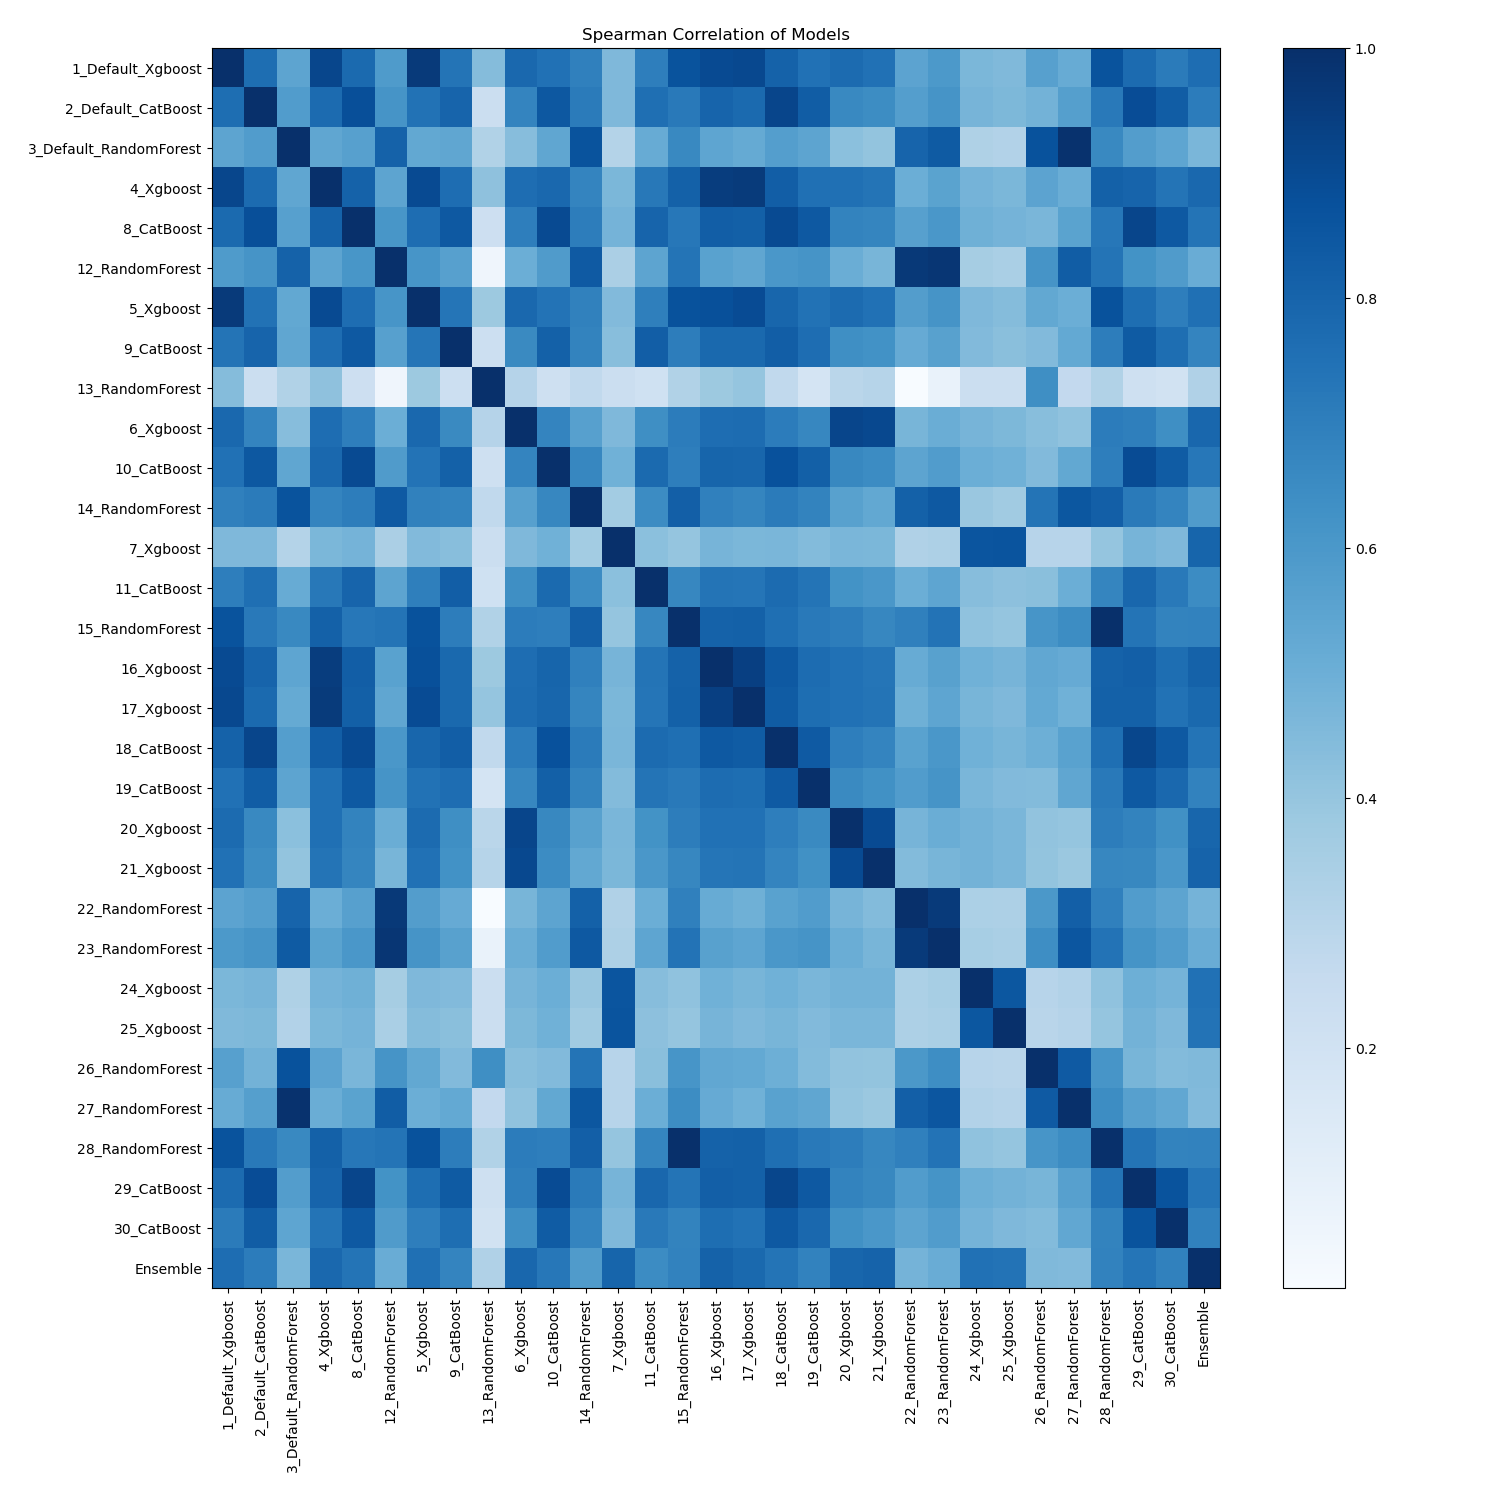 Spearman Correlation of Models
1_Default_Xgboost
2_Default_CatBoost
3_Default_RandomForest
4_Xgboost
8_CatBoost
12_RandomForest
5_Xgboost
9_CatBoost
13_RandomForest
6_Xgboost
10_CatBoost
14_RandomForest
7_Xgboost
11_CatBoost
15_RandomForest
16_Xgboost
17_Xgboost
18_CatBoost
19_CatBoost
20_Xgboost
21_Xgboost
22_RandomForest
23_RandomForest
24_Xgboost
25_Xgboost
26_RandomForest
27_RandomForest
28_RandomForest
29_CatBoost
30_CatBoost
Ensemble
1_Default_Xgboost
2_Default_CatBoost
3_Default_RandomForest
4_Xgboost
8_CatBoost
12_RandomForest
5_Xgboost
9_CatBoost
13_RandomForest
6_Xgboost
10_CatBoost
14_RandomForest
7_Xgboost
11_CatBoost
15_RandomForest
16_Xgboost
17_Xgboost
18_CatBoost
19_CatBoost
20_Xgboost
21_Xgboost
22_RandomForest
23_RandomForest
24_Xgboost
25_Xgboost
26_RandomForest
27_RandomForest
28_RandomForest
29_CatBoost
30_CatBoost
Ensemble
1.0
0.8
0.6
0.4
0.2